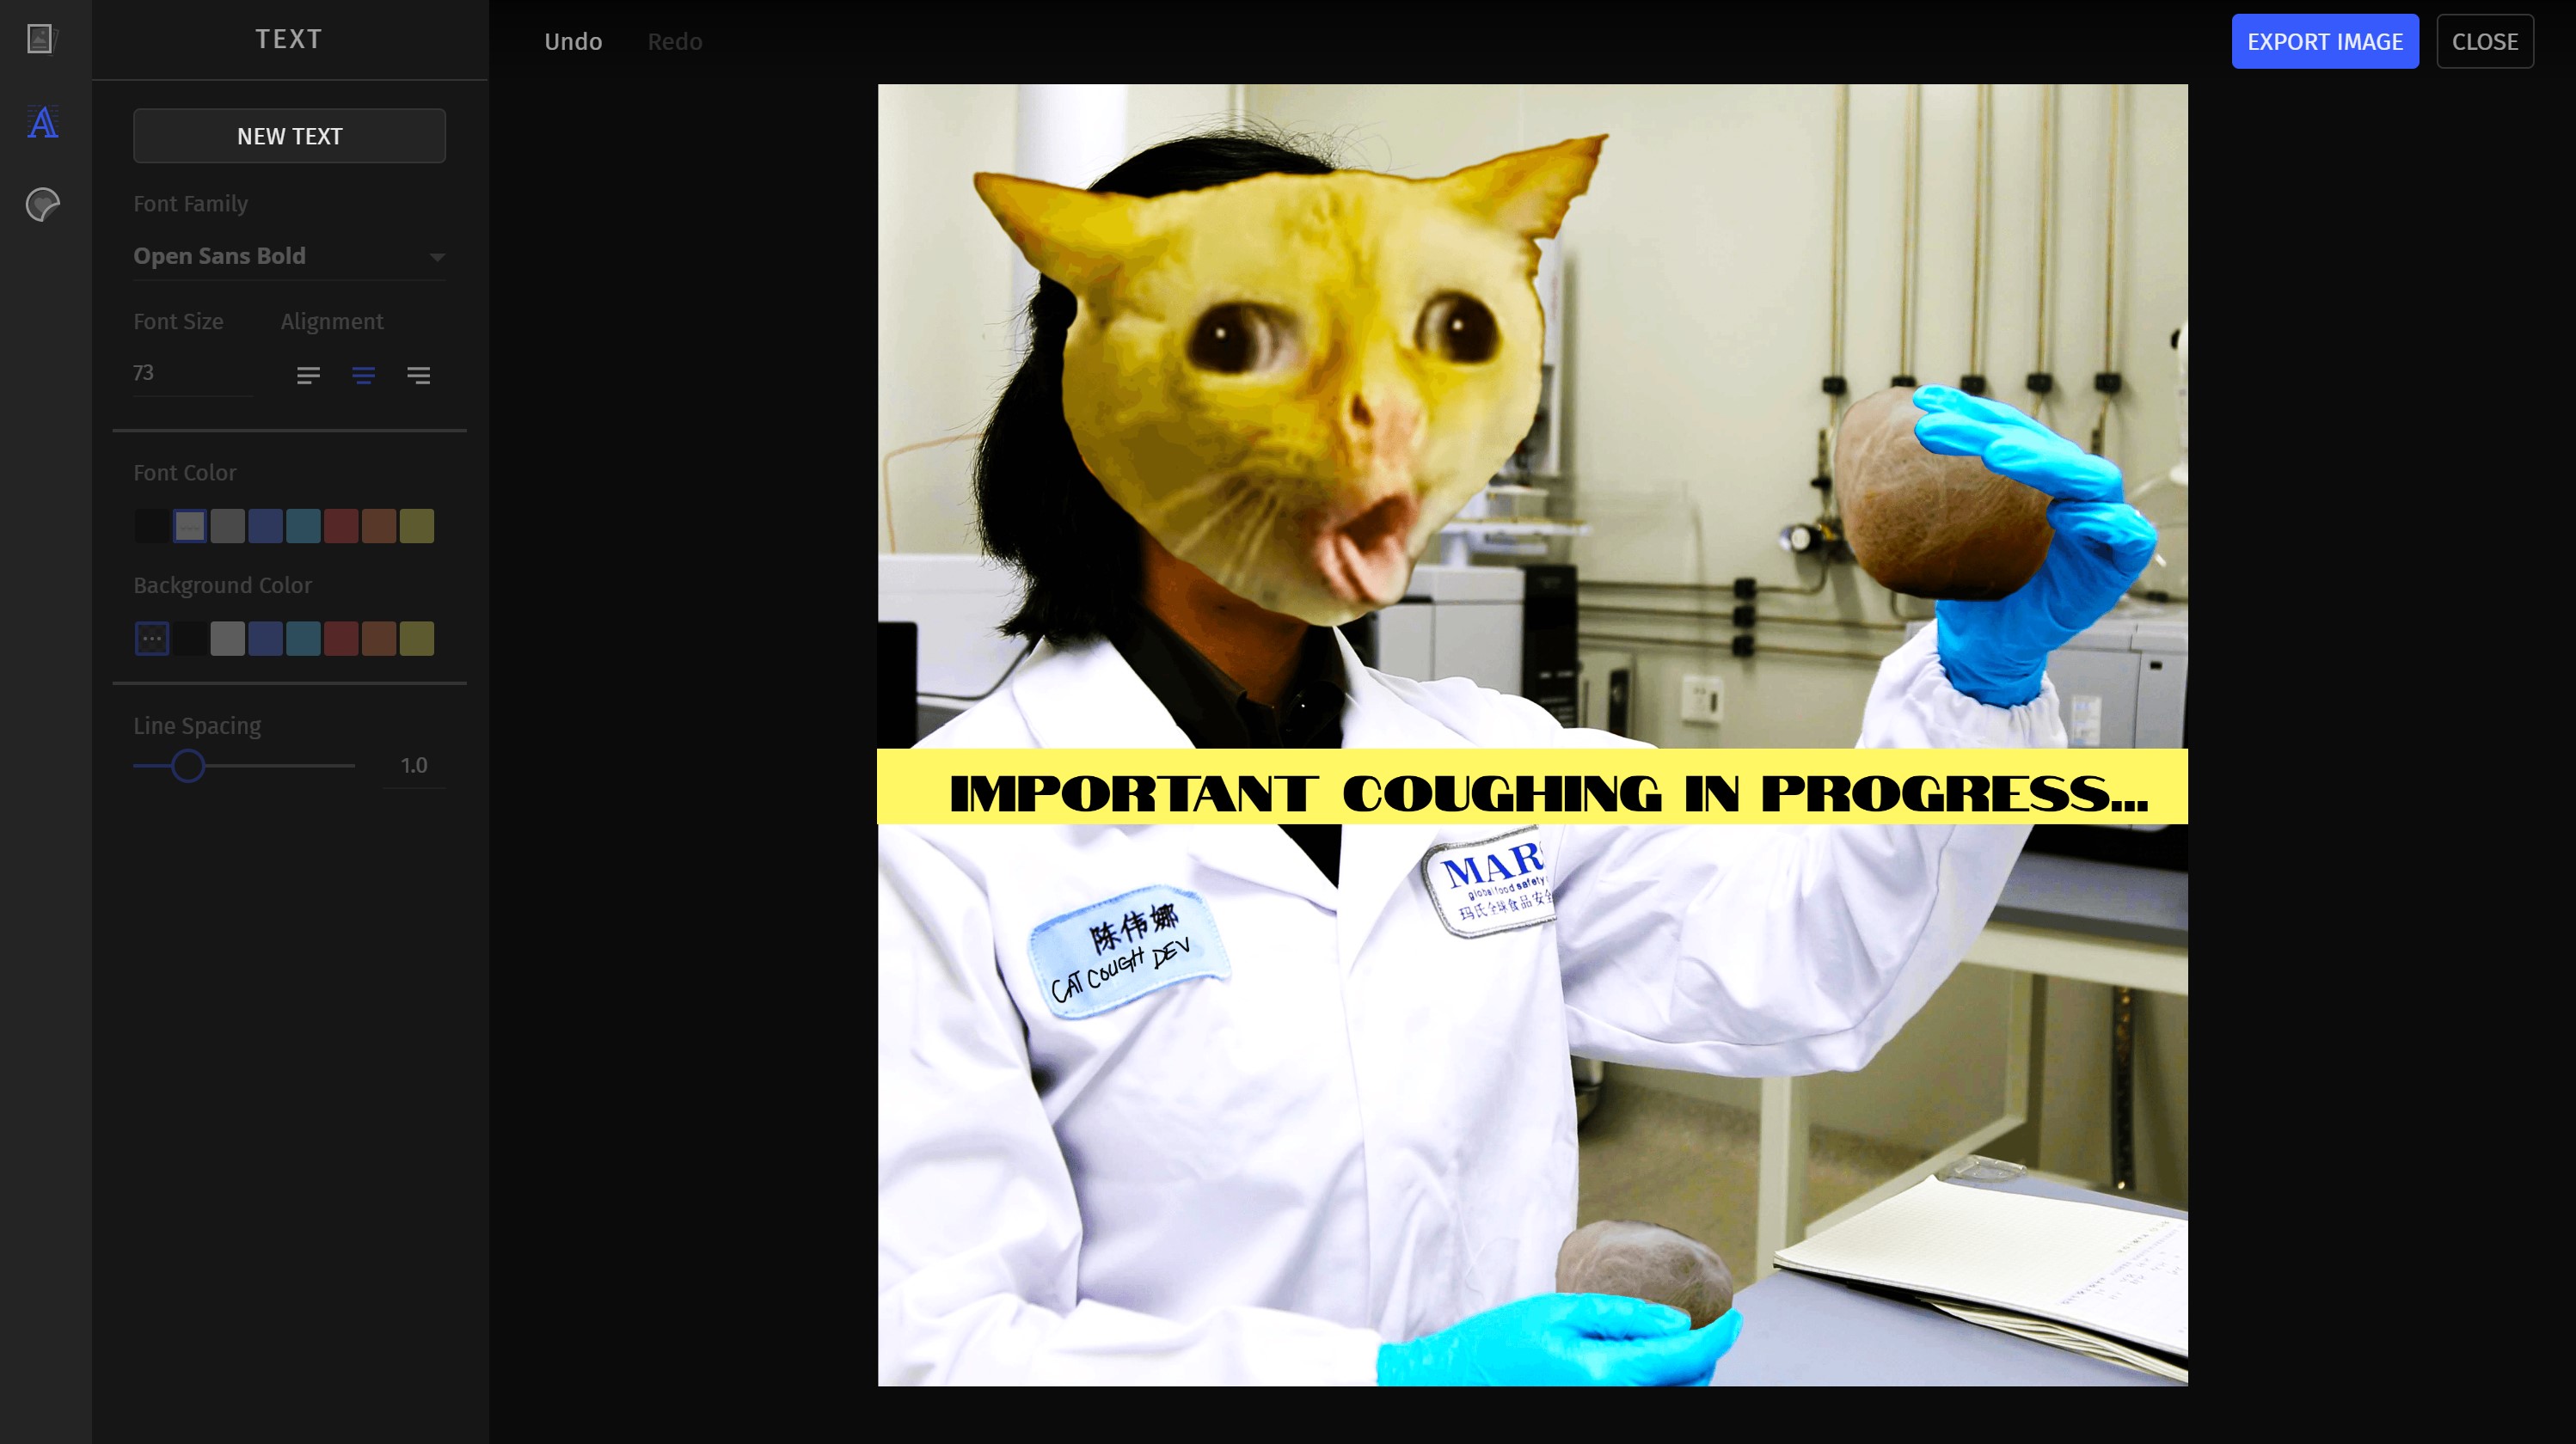 TEXT
Undo
Redo
EXPORT IMAGE
CLOSE
NEW TEXT
Font Family
Open Sans Bold
Font Size
Alignment
73
Font Color
Background Color
Line Spacing
1.0
IMPORTANT COUGHING IN PROGRESS...
MARS
global food safety
玛氏全球食品安全
陈伟娜
CAT COUGH DEV